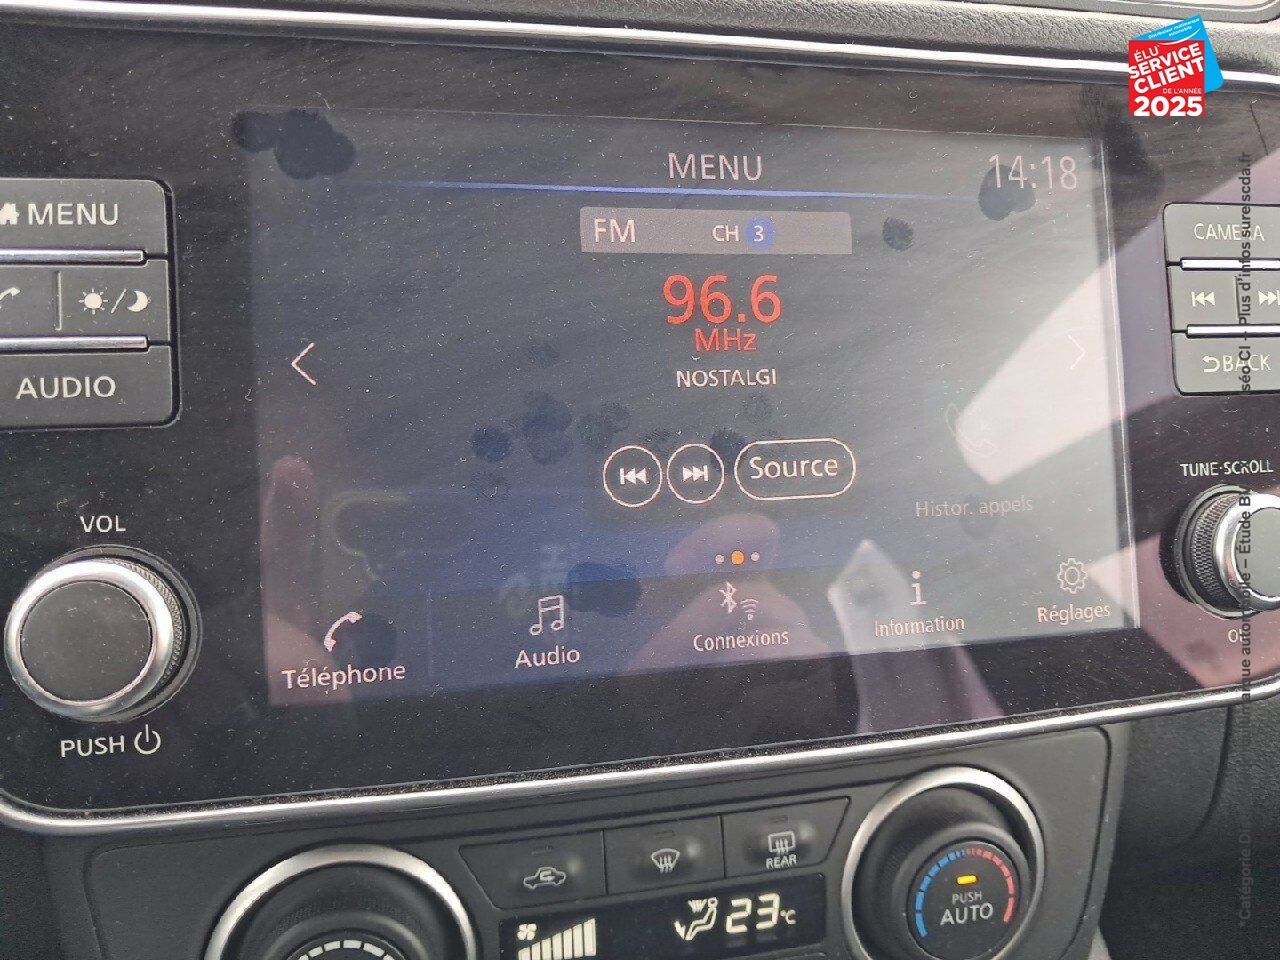 ÉLU
SERVICE
CLIENT
DE L'ANNÉE
2025
MENU
14:18
FM
CH 3
96.6
MHz
NOSTALGI
Source
Histor. appels
Téléphone
Audio
Connexions
Information
Réglages
MENU
AUDIO
VOL
PUSH
CAMERA
BACK
TUNE·SCROLL
REAR
23°C
PUSH
AUTO